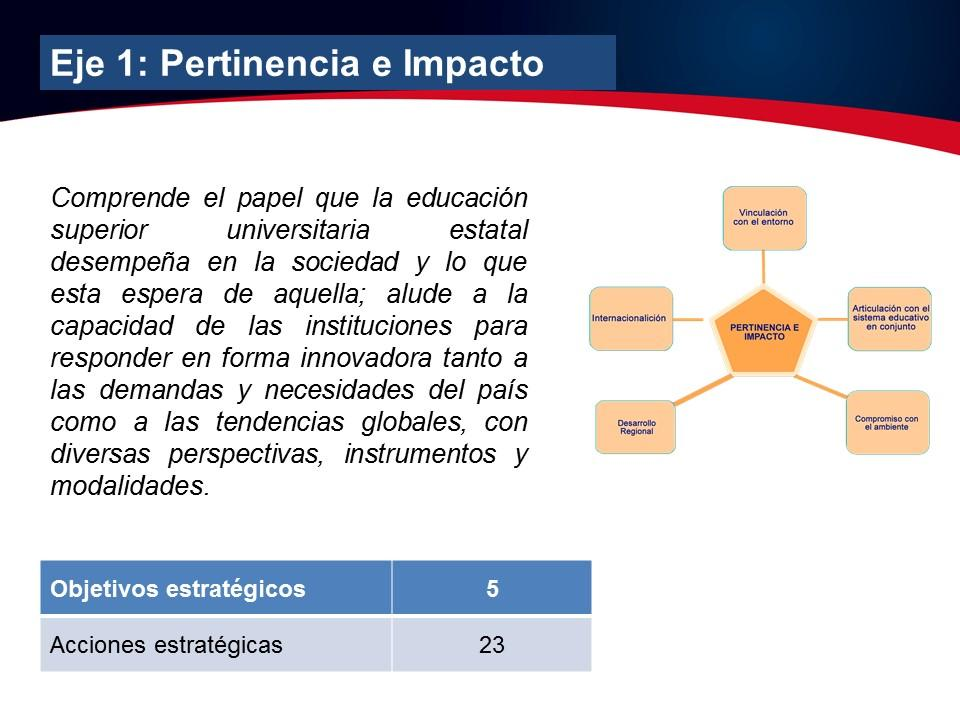 Eje 1: Pertinencia e Impacto
Comprende el papel que la educación
superior universitaria estatal
desempeña en la sociedad y lo que
esta espera de aquella; alude a la
capacidad de las instituciones para
responder en forma innovadora tanto a
las demandas y necesidades del país
como a las tendencias globales, con
diversas perspectivas, instrumentos y
modalidades.
Vinculación
con el entorno
Internacionalición
Articulación con el
sistema educativo
en conjunto
PERTINENCIA E
IMPACTO
Desarrollo
Regional
Compromiso con
el ambiente
Objetivos estratégicos 5
Acciones estratégicas 23